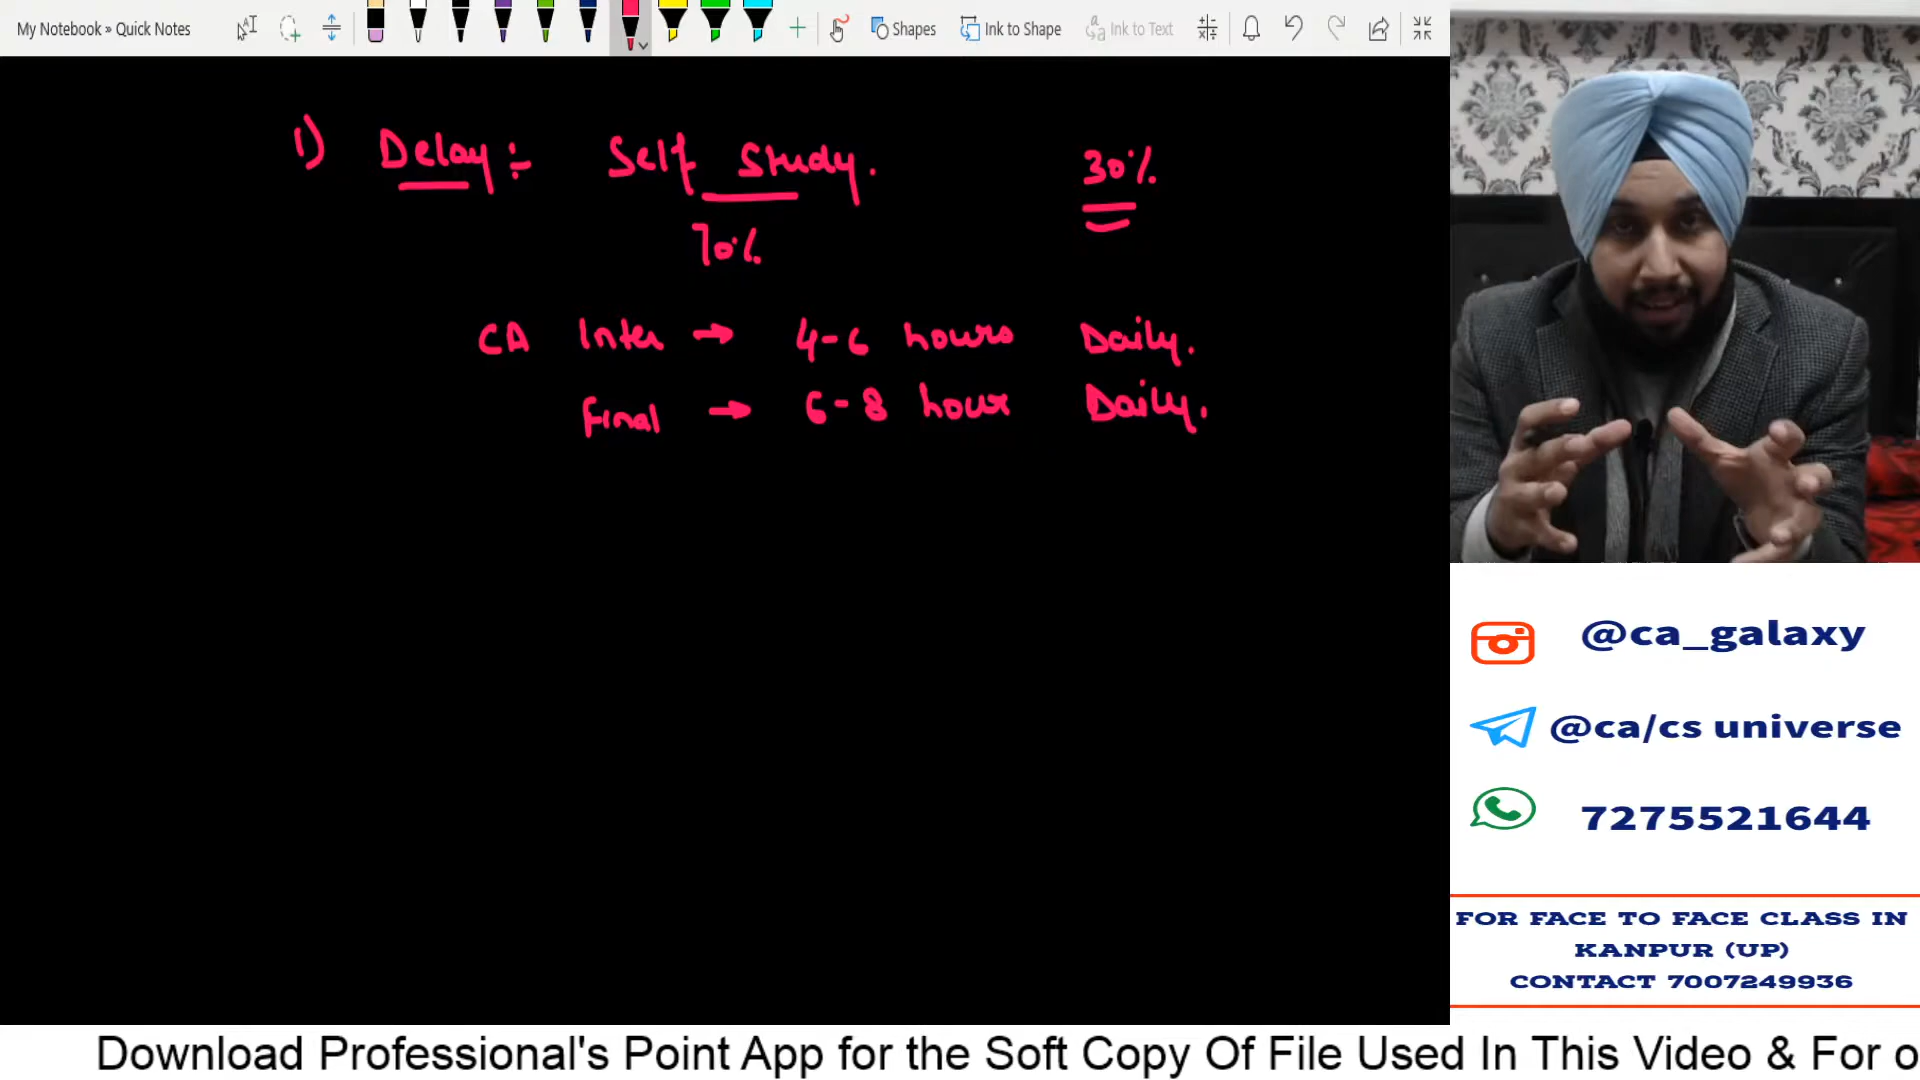 My Notebook » Quick Notes
Shapes
Ink to Shape
Ink to Text
1) Delay :- Self Study. 30%
70%
CA Inter → 4-6 hours Daily.
Final → 6-8 hour Daily.
@ca_galaxy
@ca/cs universe
7275521644
FOR FACE TO FACE CLASS IN
KANPUR (UP)
CONTACT 7007249936
Download Professional's Point App for the Soft Copy Of File Used In This Video & For o